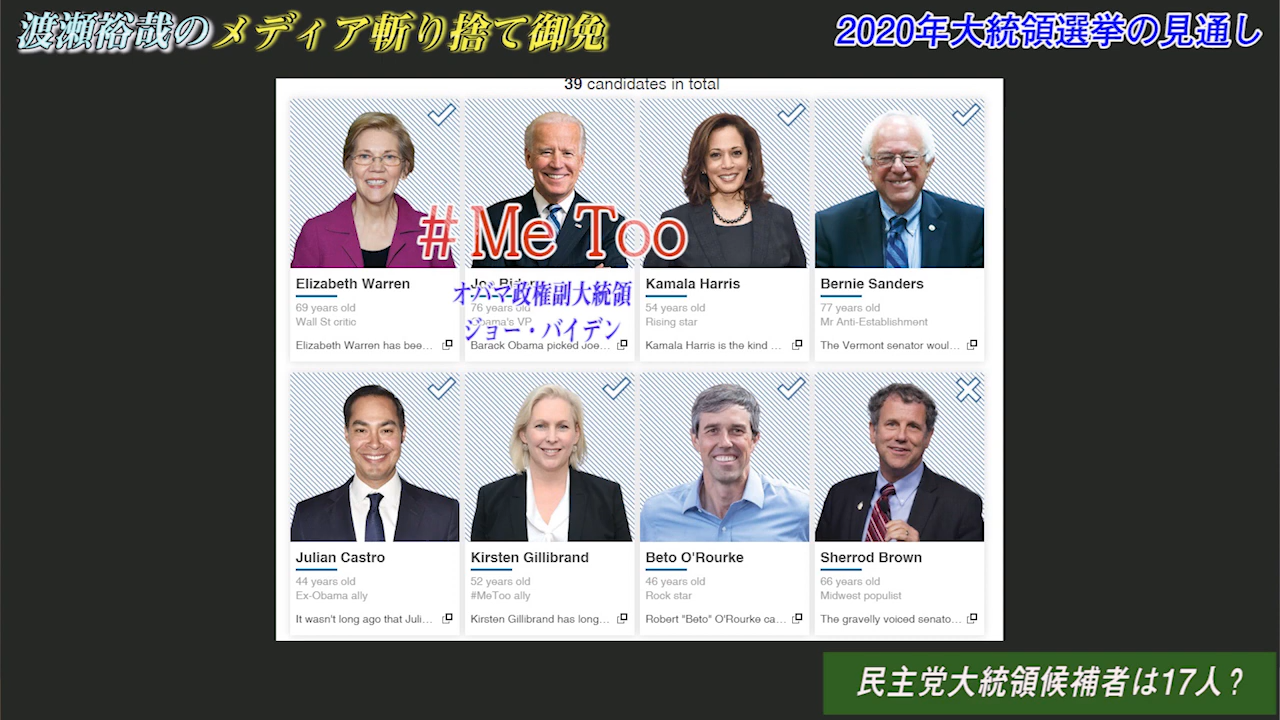 渡瀬裕哉のメディア斬り捨て御免
2020年大統領選挙の見通し
39 candidates in total
#Me Too
Elizabeth Warren
69 years old
Wall St critic
Elizabeth Warren has bee...
オバマ政権副大統領
76 years old
Obama's VP
ジョー・バイデン
Barack Obama picked Joe...
Kamala Harris
54 years old
Rising star
Kamala Harris is the kind ...
Bernie Sanders
77 years old
Mr Anti-Establishment
The Vermont senator woul...
Julian Castro
44 years old
Ex-Obama ally
It wasn't long ago that Juli...
Kirsten Gillibrand
52 years old
#MeToo ally
Kirsten Gillibrand has long...
Beto O'Rourke
46 years old
Rock star
Robert "Beto" O'Rourke ca...
Sherrod Brown
66 years old
Midwest populist
The gravelly voiced senato...
民主党大統領候補者は17人？